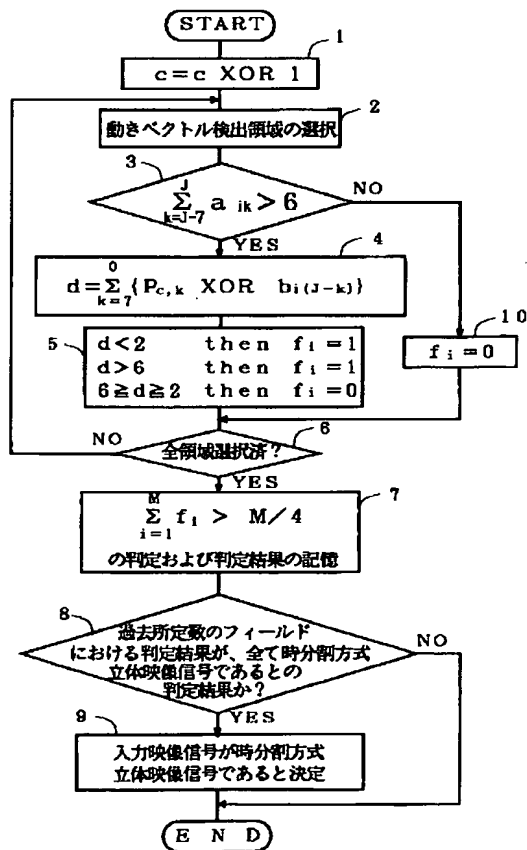 START
1
c=c XOR 1
2
動きベクトル検出領域の選択
3
J
Σ a ik > 6
k=J-7
NO
YES
4
0
d=Σ{Pc,k XOR bi(J-k)}
k=7
5
d<2 then fi=1
d>6 then fi=1
6≧d≧2 then fi=0
10
fi=0
6
NO
全領域選択済?
YES
7
M
Σ fi > M/4
i=1
の判定および判定結果の記憶
8
過去所定数のフィールド
における判定結果が、全て時分割方式
立体映像信号であるとの
判定結果か?
NO
YES
9
入力映像信号が時分割方式
立体映像信号であると決定
END